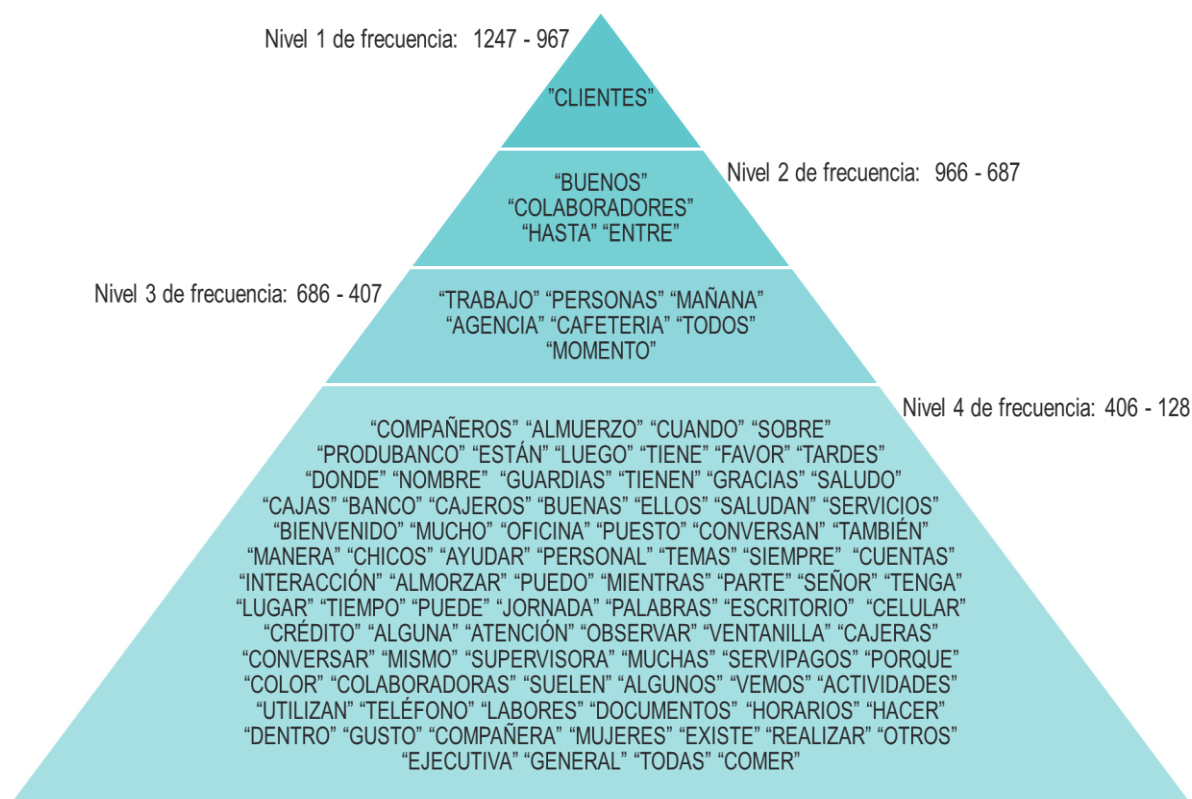 Nivel 1 de frecuencia: 1247 - 967
”CLIENTES”
Nivel 2 de frecuencia: 966 - 687
“BUENOS”
“COLABORADORES”
“HASTA” “ENTRE”
Nivel 3 de frecuencia: 686 - 407
“TRABAJO” “PERSONAS” “MAÑANA”
“AGENCIA” “CAFETERIA” “TODOS”
“MOMENTO”
Nivel 4 de frecuencia: 406 - 128
“COMPAÑEROS” “ALMUERZO” “CUANDO” “SOBRE”
“PRODUBANCO” “ESTÁN” “LUEGO” “TIENE” “FAVOR” “TARDES”
“DONDE” “NOMBRE” “GUARDIAS” “TIENEN” “GRACIAS” “SALUDO”
“CAJAS” “BANCO” “CAJEROS” “BUENAS” “ELLOS” “SALUDAN” “SERVICIOS”
“BIENVENIDO” “MUCHO” “OFICINA” “PUESTO” “CONVERSAN” “TAMBIÉN”
“MANERA” “CHICOS” “AYUDAR” “PERSONAL” “TEMAS” “SIEMPRE” “CUENTAS”
“INTERACCIÓN” “ALMORZAR” “PUEDO” “MIENTRAS” “PARTE” “SEÑOR” “TENGA”
“LUGAR” “TIEMPO” “PUEDE” “JORNADA” “PALABRAS” “ESCRITORIO” “CELULAR”
“CRÉDITO” “ALGUNA” “ATENCIÓN” “OBSERVAR” “VENTANILLA” “CAJERAS”
“CONVERSAR” “MISMO” “SUPERVISORA” “MUCHAS” “SERVIPAGOS” “PORQUE”
“COLOR” “COLABORADORAS” “SUELEN” “ALGUNOS” “VEMOS” “ACTIVIDADES”
“UTILIZAN” “TELÉFONO” “LABORES” “DOCUMENTOS” “HORARIOS” “HACER”
“DENTRO” “GUSTO” “COMPAÑERA” “MUJERES” “EXISTE” “REALIZAR” “OTROS”
“EJECUTIVA” “GENERAL” “TODAS” “COMER”